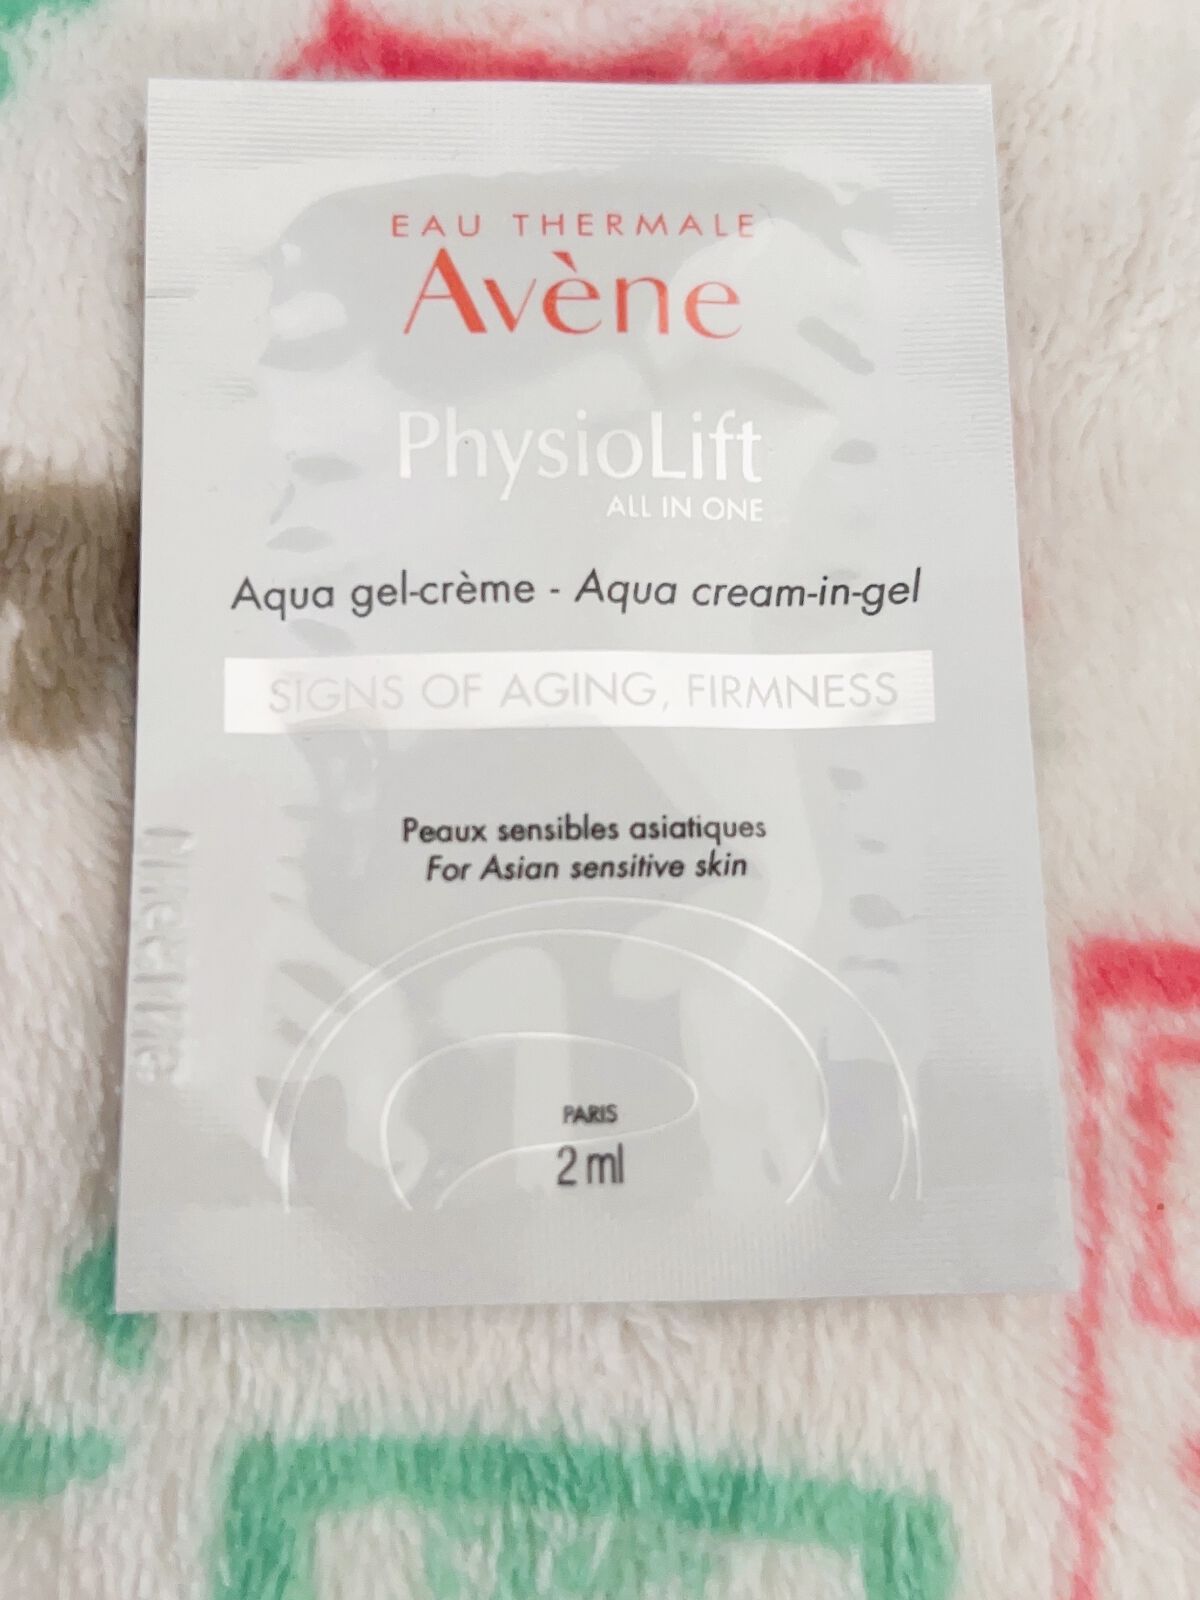 EAU THERMALE
Avène
PhysioLift
ALL IN ONE
Aqua gel-crème - Aqua cream-in-gel
SIGNS OF AGING, FIRMNESS
Peaux sensibles asiatiques
For Asian sensitive skin
PARIS
2 ml